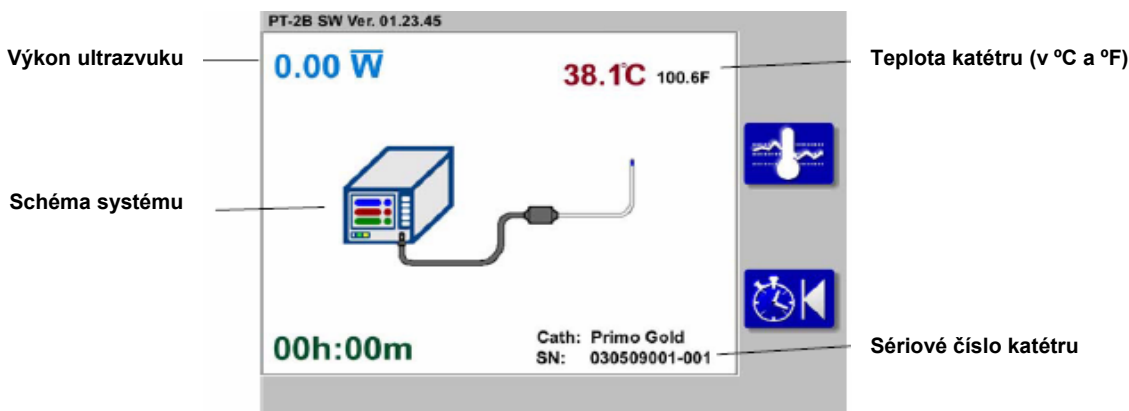 PT-2B SW Ver. 01.23.45
Výkon ultrazvuku
0.00 W
38.1°C 100.6F
Teplota katétru (v ºC a ºF)
Schéma systému
00h:00m
Cath: Primo Gold
SN: 030509001-001
Sériové číslo katétru